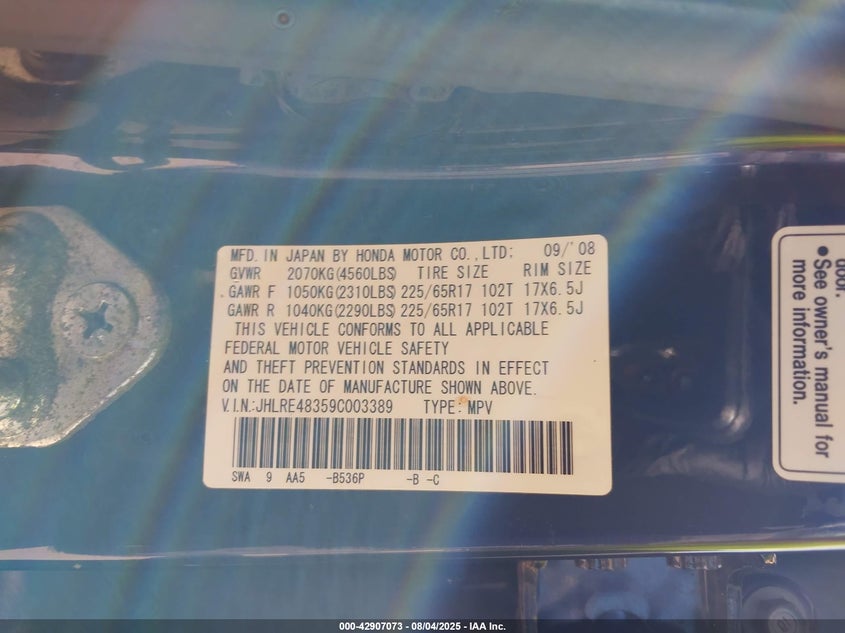 MFD. IN JAPAN BY HONDA MOTOR CO.,LTD: 09/'08
GVWR 2070KG(4560LBS) TIRE SIZE RIM SIZE
GAWR F 1050KG(2310LBS) 225/65R17 102T 17X6.5J
GAWR R 1040KG(2290LBS) 225/65R17 102T 17X6.5J
THIS VEHICLE CONFORMS TO ALL APPLICABLE
FEDERAL MOTOR VEHICLE SAFETY
AND THEFT PREVENTION STANDARDS IN EFFECT
ON THE DATE OF MANUFACTURE SHOWN ABOVE.
V.I.N.:JHLRE48359C003389 TYPE: MPV
SWA 9 AA5 -B536P -B -C
door.
• See owner's manual for
more information.
000-42907073 - 08/04/2025 - IAA Inc.